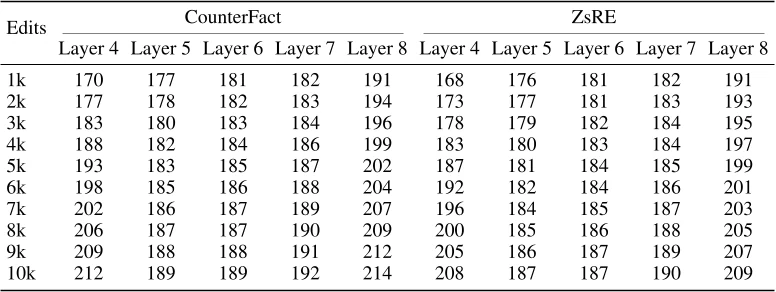 Edits CounterFact ZsRE
Layer 4 Layer 5 Layer 6 Layer 7 Layer 8 Layer 4 Layer 5 Layer 6 Layer 7 Layer 8
1k 170 177 181 182 191 168 176 181 182 191
2k 177 178 182 183 194 173 177 181 183 193
3k 183 180 183 184 196 178 179 182 184 195
4k 188 182 184 186 199 183 180 183 184 197
5k 193 183 185 187 202 187 181 184 185 199
6k 198 185 186 188 204 192 182 184 186 201
7k 202 186 187 189 207 196 184 185 187 203
8k 206 187 187 190 209 200 185 186 188 205
9k 209 188 188 191 212 205 186 187 189 207
10k 212 189 189 192 214 208 187 187 190 209